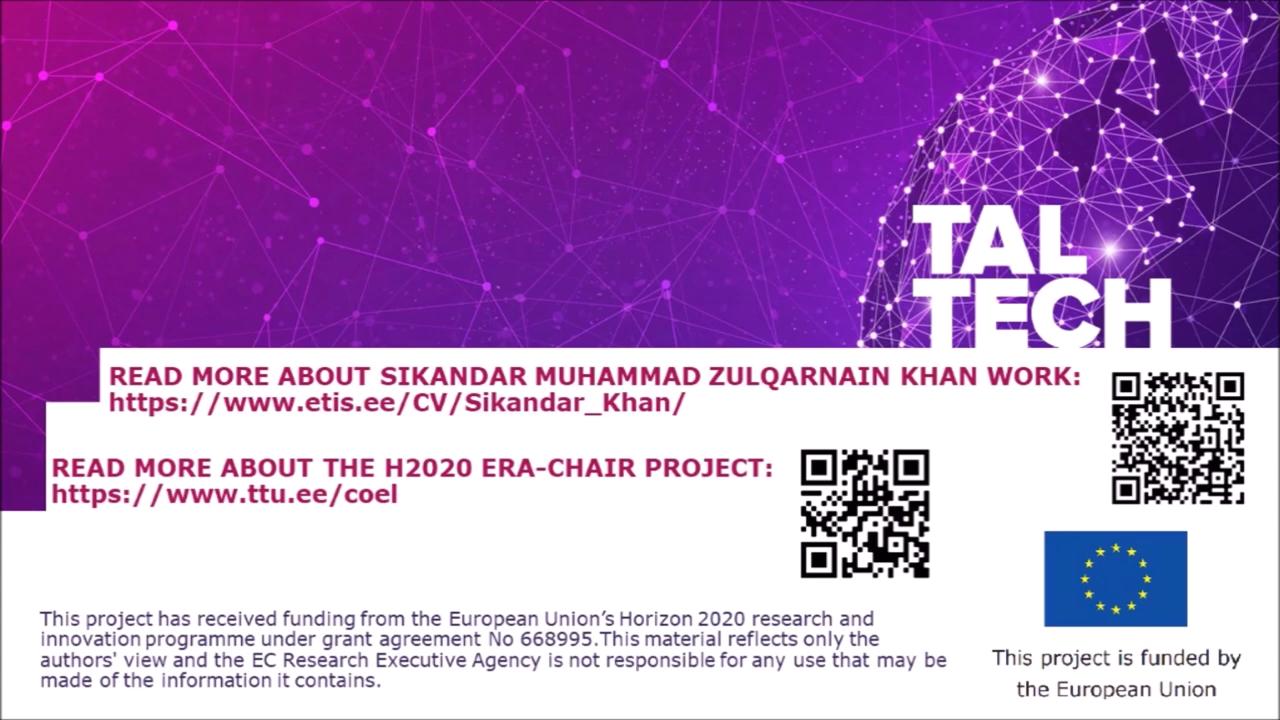 TAL
TECH
READ MORE ABOUT SIKANDAR MUHAMMAD ZULQARNAIN KHAN WORK:
https://www.etis.ee/CV/Sikandar_Khan/
READ MORE ABOUT THE H2020 ERA-CHAIR PROJECT:
https://www.ttu.ee/coel
This project has received funding from the European Union’s Horizon 2020 research and
innovation programme under grant agreement No 668995.This material reflects only the
authors' view and the EC Research Executive Agency is not responsible for any use that may be
made of the information it contains.
This project is funded by
the European Union